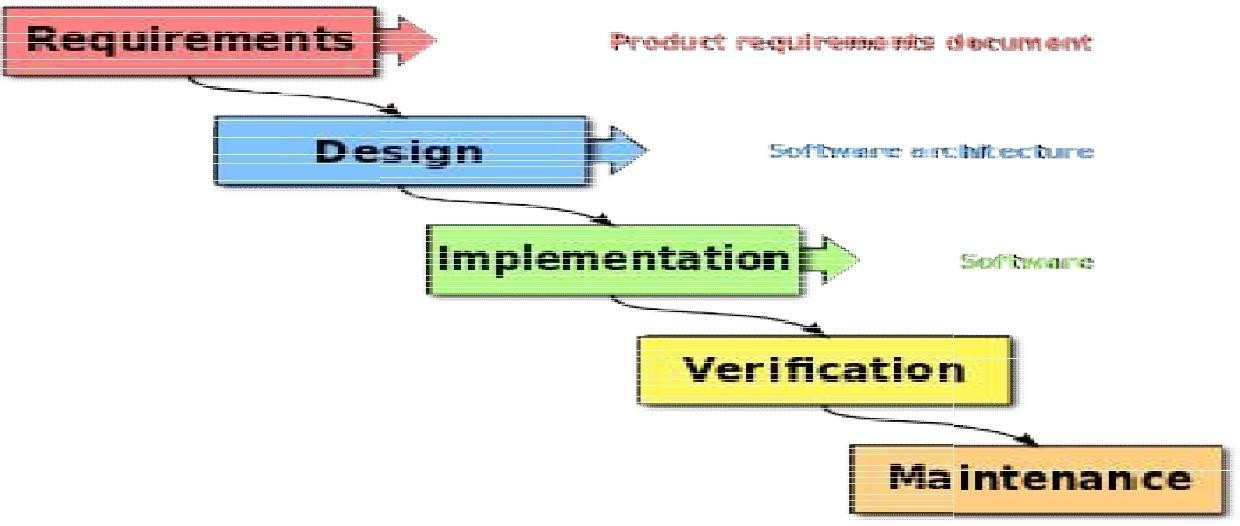 Requirements
Product requirements document
Design
Software architecture
Implementation
Software
Verification
Maintenance